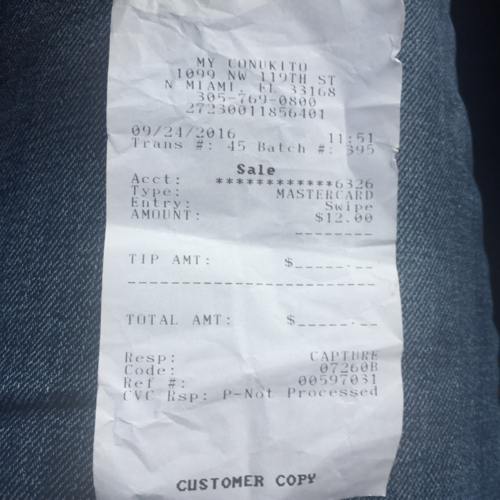 MY CONUKITO
1099 NW 119TH ST
N MIAMI, FL 33168
305-769-0800
27230011856401
09/24/2016 11:51
Trans #: 45 Batch #: 395
Sale
Acct: ************6326
Type: MASTERCARD
Entry: Swipe
AMOUNT: $12.00
--------
TIP AMT: $_____.__
TOTAL AMT: $_____.__
Resp: CAPTURE
Code: 07260B
Ref #: 00597031
CVC Rsp: P-Not Processed
CUSTOMER COPY